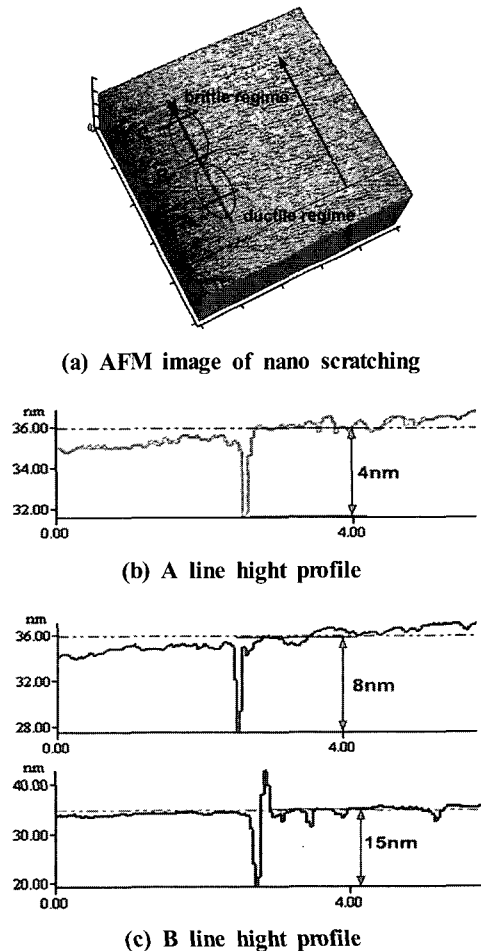 brittle regime
ductile regime
(a) AFM image of nano scratching
nm
36.00
34.00
4nm
32.00
0.00 4.00
(b) A line hight profile
nm
36.00
32.00
8nm
28.00
0.00 4.00
nm
40.00
30.00
15nm
20.00
0.00 4.00
(c) B line hight profile